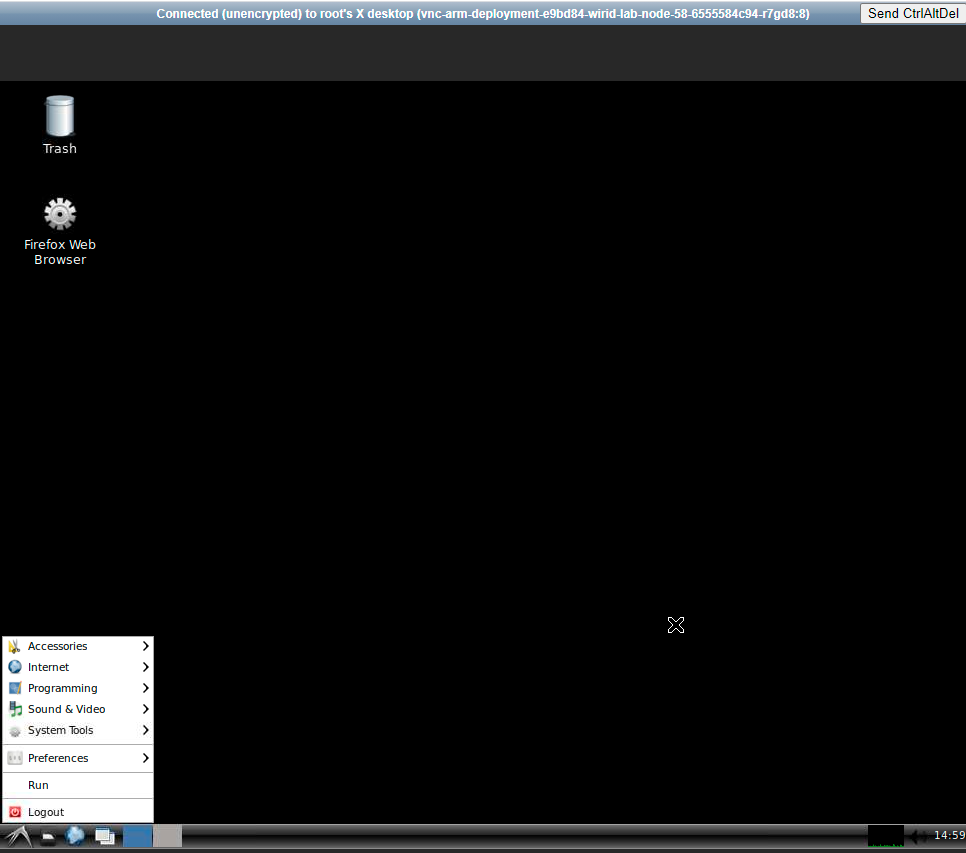 Connected (unencrypted) to root's X desktop (vnc-arm-deployment-e9bd84-wirid-lab-node-58-6555584c94-r7gd8:8)
Send CtrlAltDel
Trash
Firefox Web
Browser
Accessories
Internet
Programming
Sound & Video
System Tools
Preferences
Run
Logout
14:59